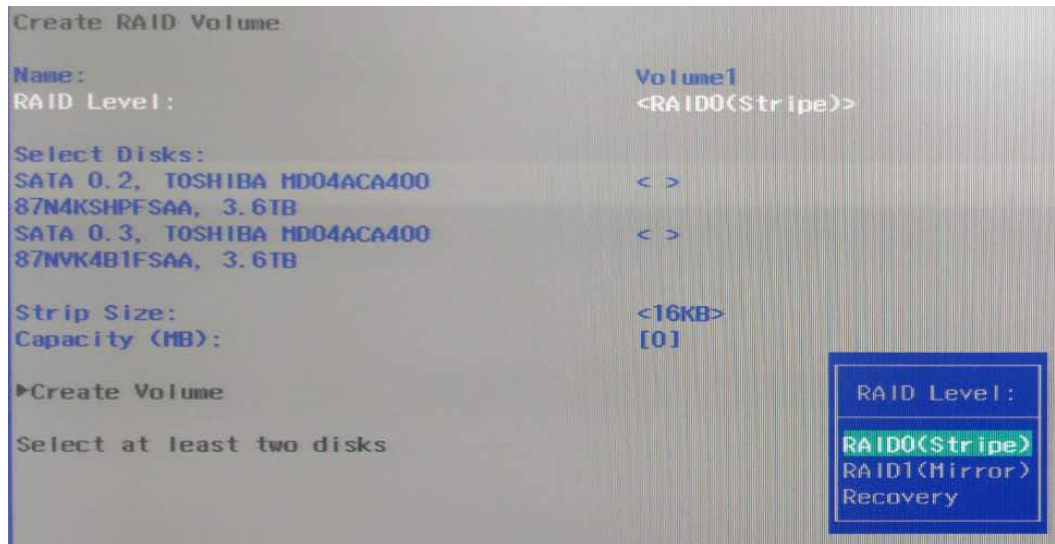 Create RAID Volume
Name: Volume1
RAID Level: <RAID0(Stripe)>
Select Disks:
SATA 0.2, TOSHIBA MD04ACA400 < >
87N4KSHPFSAA, 3.6TB
SATA 0.3, TOSHIBA MD04ACA400 < >
87NVK4B1FSAA, 3.6TB
Strip Size: <16KB>
Capacity (MB): [0]
▶Create Volume
Select at least two disks
RAID Level:
RAID0(Stripe)
RAID1(Mirror)
Recovery